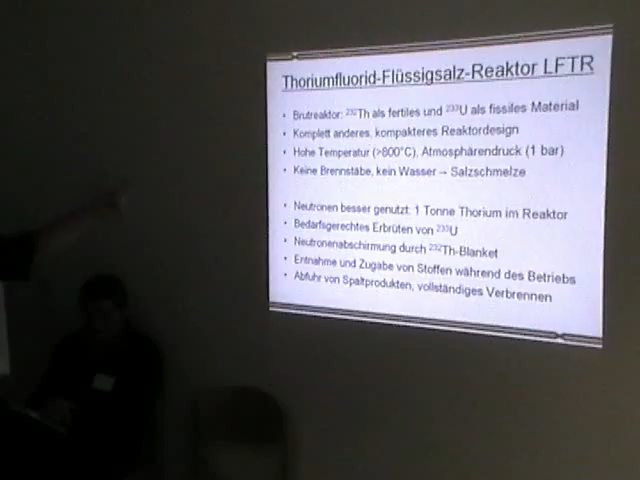 Thoriumfluorid-Flüssigsalz-Reaktor LFTR
• Brutreaktor: ²³²Th als fertiles und ²³³U als fissiles Material
• Komplett anderes, kompakteres Reaktordesign
• Hohe Temperatur (>800°C), Atmosphärendruck (1 bar)
• Keine Brennstäbe, kein Wasser → Salzschmelze
• Neutronen besser genutzt: 1 Tonne Thorium im Reaktor
• Bedarfsgerechtes Erbrüten von ²³³U
• Neutronenabschirmung durch ²³²Th-Blanket
• Entnahme und Zugabe von Stoffen während des Betriebs
• Abfuhr von Spaltprodukten, vollständiges Verbrennen